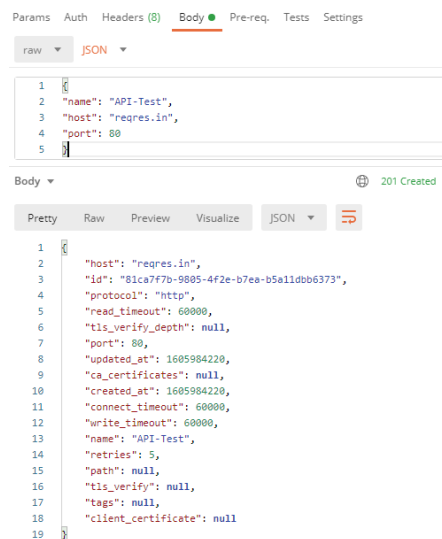 Params Auth Headers (8) Body Pre-req. Tests Settings
raw JSON
1 {
2 "name": "API-Test",
3 "host": "reqres.in",
4 "port": 80
5 }
Body 201 Created
Pretty Raw Preview Visualize JSON
1 {
2 "host": "reqres.in",
3 "id": "81ca7f7b-9805-4f2e-b7ea-b5a11dbb6373",
4 "protocol": "http",
5 "read_timeout": 60000,
6 "tls_verify_depth": null,
7 "port": 80,
8 "updated_at": 1605984220,
9 "ca_certificates": null,
10 "created_at": 1605984220,
11 "connect_timeout": 60000,
12 "write_timeout": 60000,
13 "name": "API-Test",
14 "retries": 5,
15 "path": null,
16 "tls_verify": null,
17 "tags": null,
18 "client_certificate": null
19 }